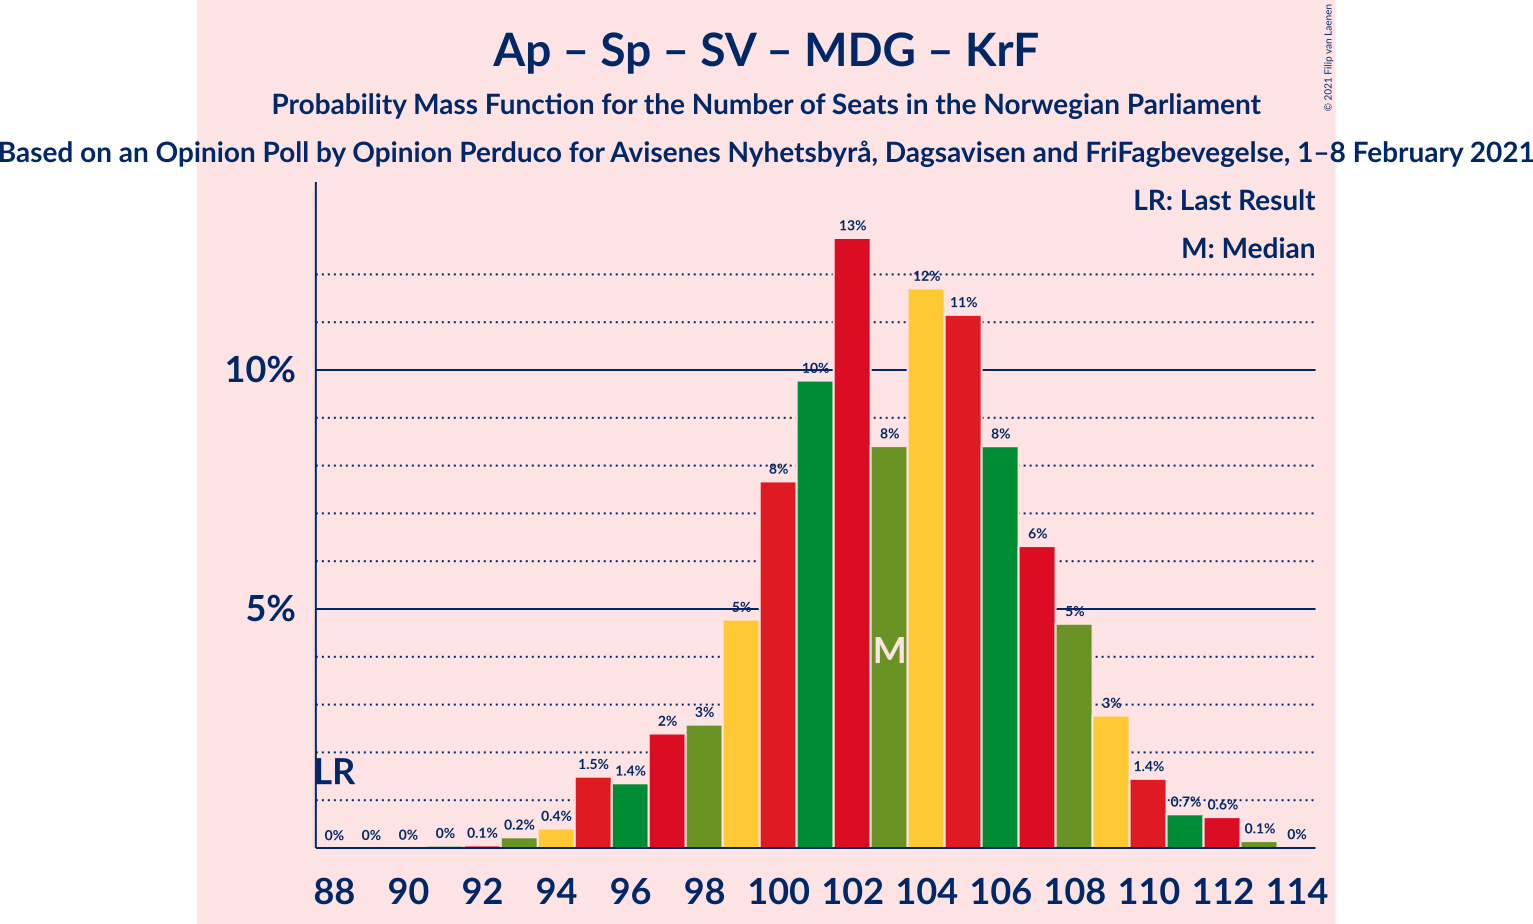 Ap – Sp – SV – MDG – KrF
© 2021 Filip van Laenen
Probability Mass Function for the Number of Seats in the Norwegian Parliament
Based on an Opinion Poll by Opinion Perduco for Avisenes Nyhetsbyrå, Dagsavisen and FriFagbevegelse, 1–8 February 2021
LR: Last Result
M: Median
10%
5%
LR
M
0% 0% 0% 0% 0.1% 0.2% 0.4% 1.5% 1.4% 2% 3% 5% 8% 10% 13% 8% 12% 11% 8% 6% 5% 3% 1.4% 0.7% 0.6% 0.1% 0%
88 90 92 94 96 98 100 102 104 106 108 110 112 114